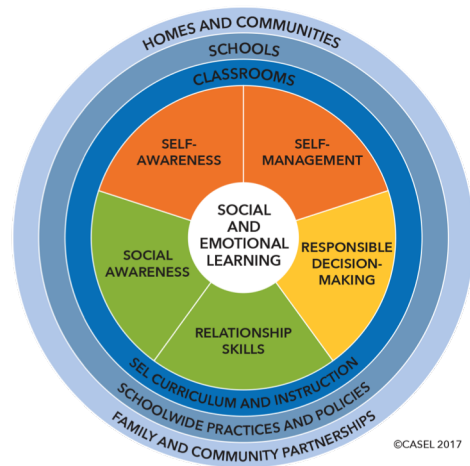 HOMES AND COMMUNITIES
SCHOOLS
CLASSROOMS
SELF-
AWARENESS
SELF-
MANAGEMENT
SOCIAL
AND
EMOTIONAL
LEARNING
SOCIAL
AWARENESS
RESPONSIBLE
DECISION-
MAKING
RELATIONSHIP
SKILLS
SEL CURRICULUM AND INSTRUCTION
SCHOOLWIDE PRACTICES AND POLICIES
FAMILY AND COMMUNITY PARTNERSHIPS
©CASEL 2017